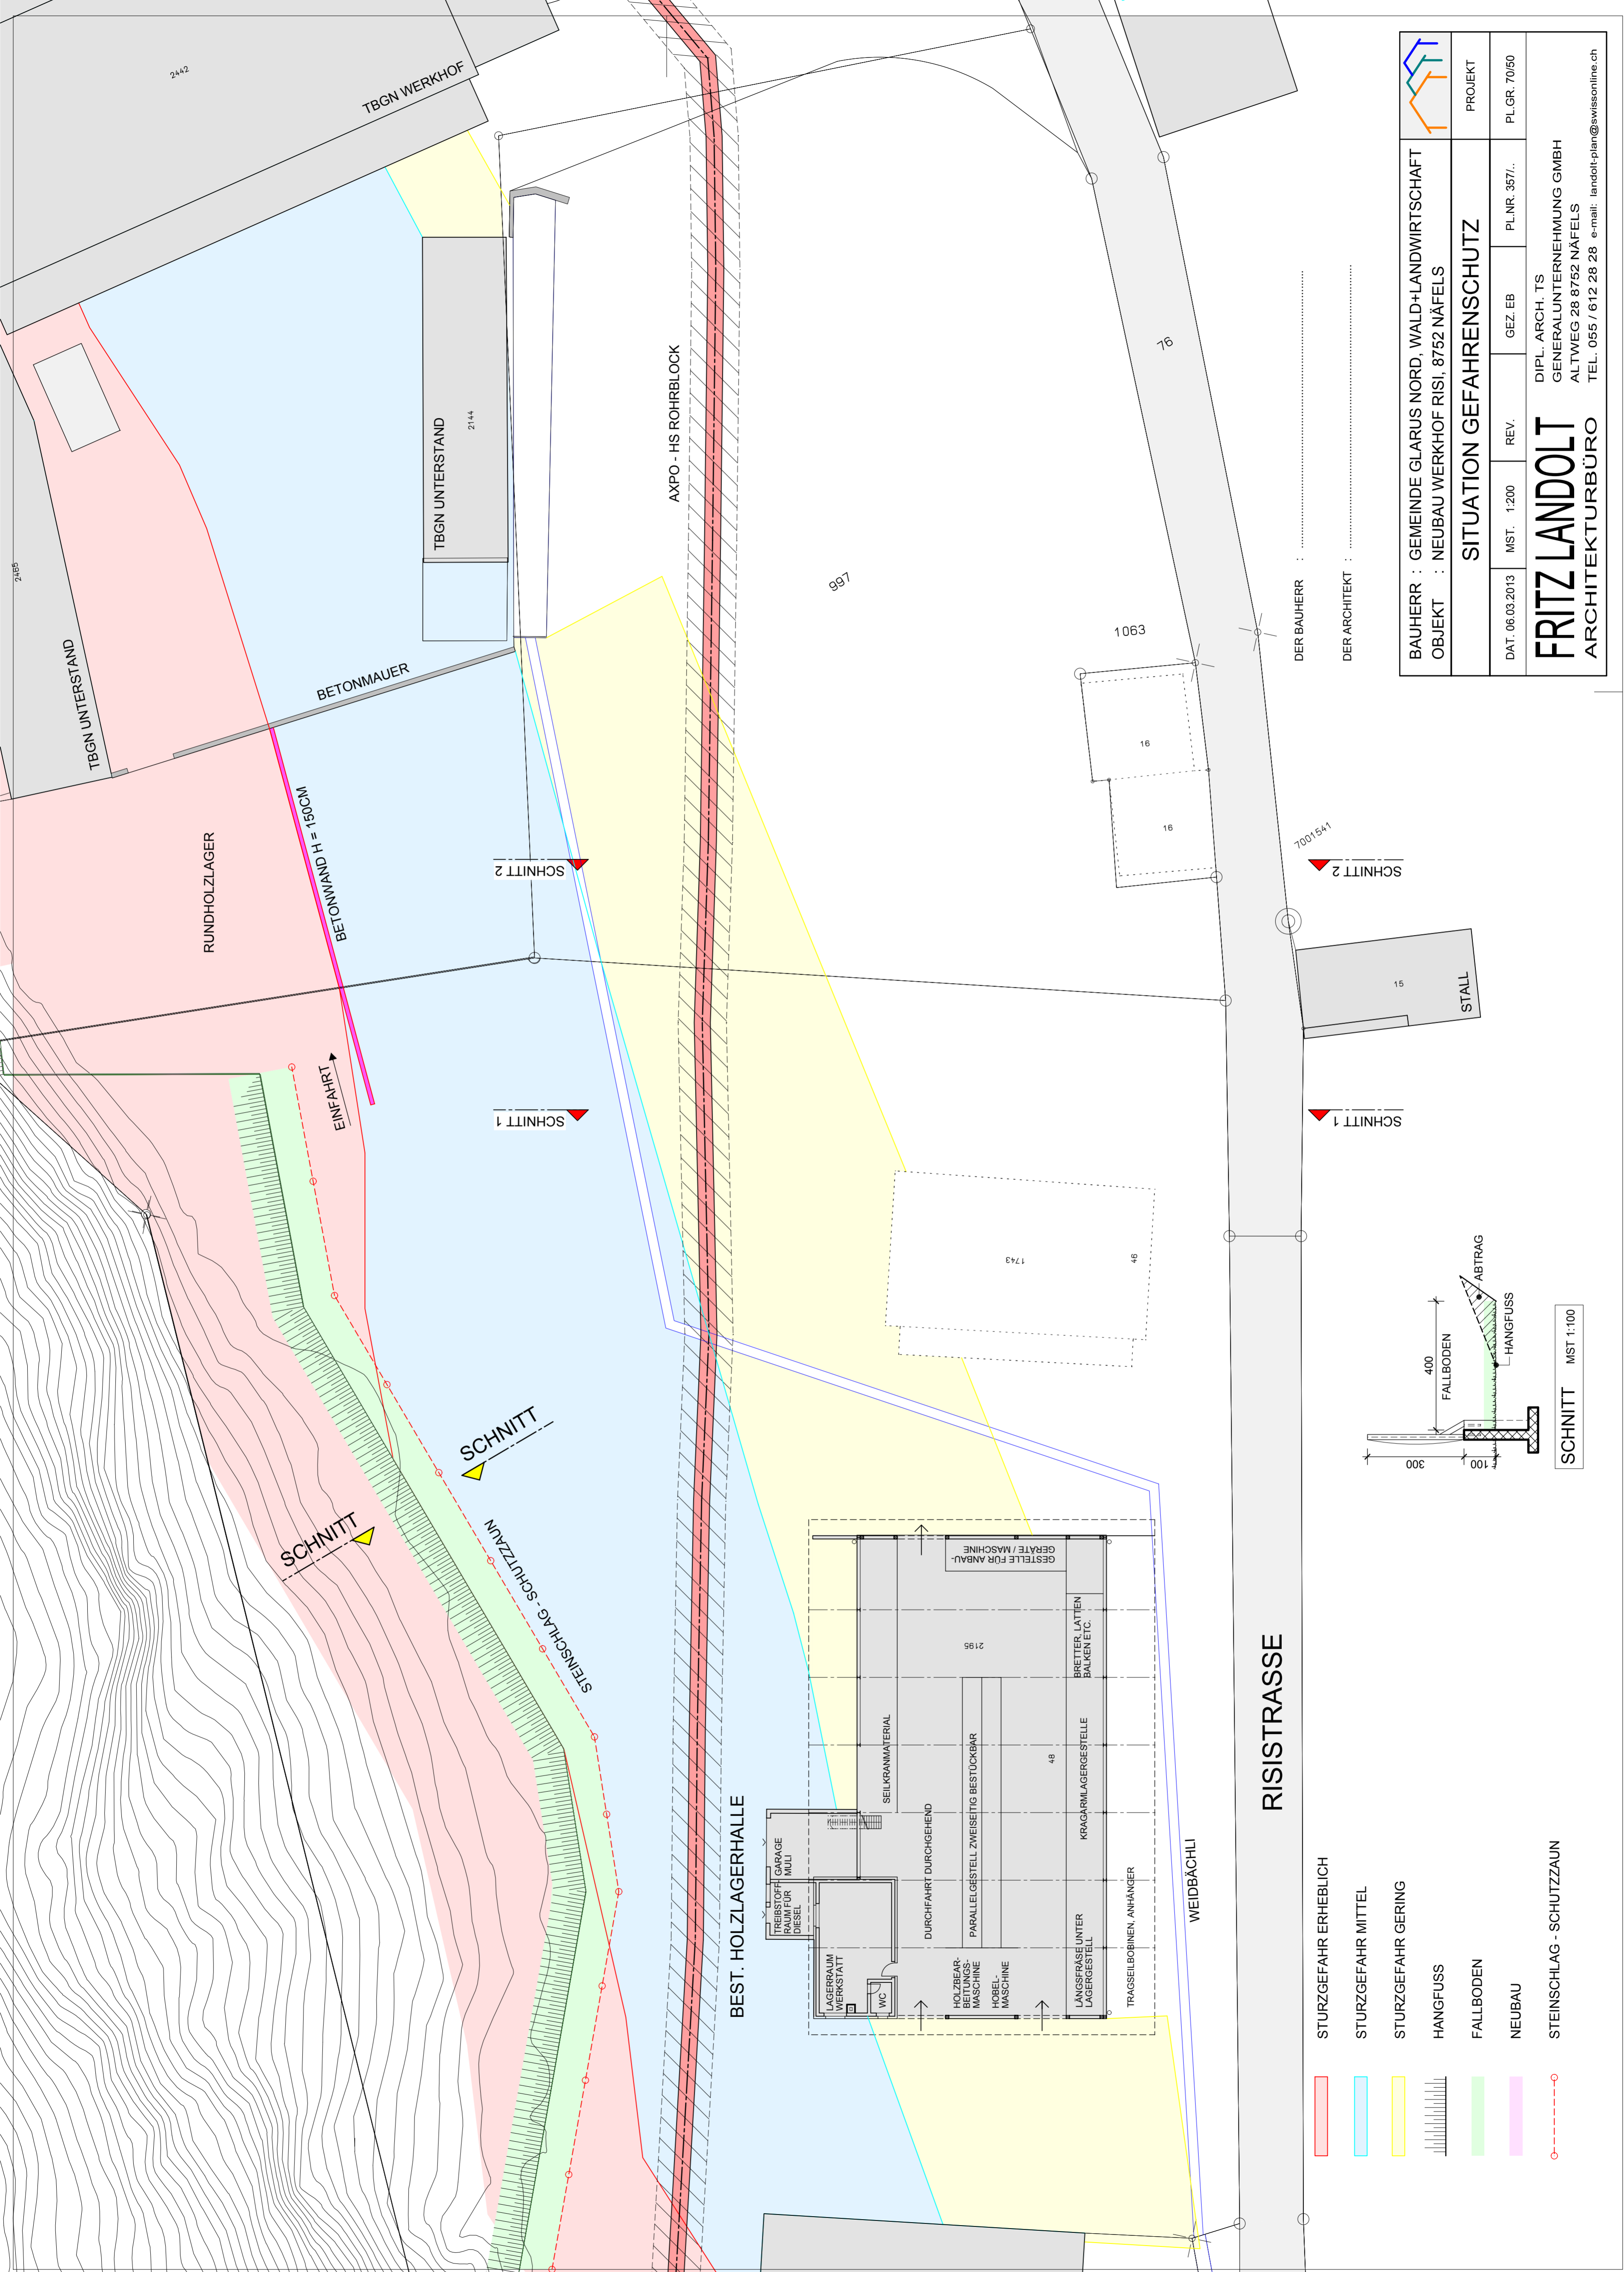 2442
TBGN WERKHOF
2465
TBGN UNTERSTAND
TBGN UNTERSTAND
2144
BETONMAUER
AXPO - HS ROHRBLOCK
RUNDHOLZLAGER
BETONWAND H = 150CM
EINFAHRT
SCHNITT 2
SCHNITT 1
SCHNITT 2
SCHNITT 1
997
76
1063
16
16
7001541
15
STALL
1743
46
SCHNITT
SCHNITT
STEINSCHLAG - SCHUTZZAUN
BEST. HOLZLAGERHALLE
TREIBSTOFF-
RAUM FÜR
DIESEL
GARAGE
MULI
LAGERRAUM
WERKSTATT
WC
SEILKRANMATERIAL
DURCHFAHRT DURCHGEHEND
PARALLELGESTELL ZWEISEITIG BESTÜCKBAR
HOLZBEAR-
BEITUNGS-
MASCHINE
HOBEL-
MASCHINE
LÄNGSFRÄSE UNTER
LAGERGESTELL
KRAGARMLAGERGESTELLE
BRETTER, LATTEN
BALKEN ETC.
GESTELLE FÜR ANBAU-
GERÄTE / MASCHINE
2195
48
TRAGSEILBOBINEN, ANHÄNGER
WEIDBÄCHLI
RISISTRASSE
STURZGEFAHR ERHEBLICH
STURZGEFAHR MITTEL
STURZGEFAHR GERING
HANGFUSS
FALLBODEN
NEUBAU
STEINSCHLAG - SCHUTZZAUN
400
FALLBODEN
ABTRAG
HANGFUSS
300
100
SCHNITT MST 1:100
DER BAUHERR :
DER ARCHITEKT :
BAUHERR : GEMEINDE GLARUS NORD, WALD+LANDWIRTSCHAFT
OBJEKT : NEUBAU WERKHOF RISI, 8752 NÄFELS
SITUATION GEFAHRENSCHUTZ
PROJEKT
DAT. 06.03.2013 MST. 1:200 REV. GEZ. EB PL.NR. 357/.. PL.GR. 70/50
FRITZ LANDOLT
ARCHITEKTURBÜRO
DIPL. ARCH. TS
GENERALUNTERNEHMUNG GMBH
ALTWEG 28 8752 NÄFELS
TEL. 055 / 612 28 28 e-mail: landolt-plan@swissonline.ch